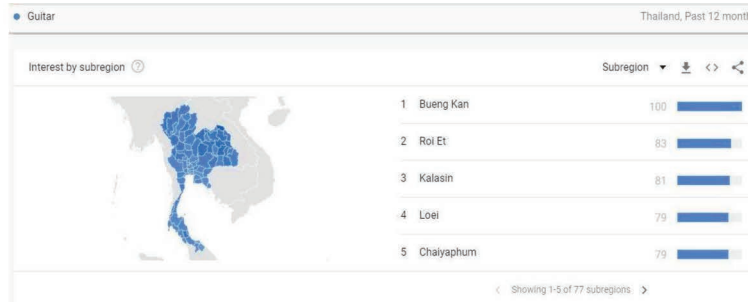 Guitar
Thailand, Past 12 month
Interest by subregion ?
Subregion
1 Bueng Kan 100
2 Roi Et 83
3 Kalasin 81
4 Loei 79
5 Chaiyaphum 79
Showing 1-5 of 77 subregions